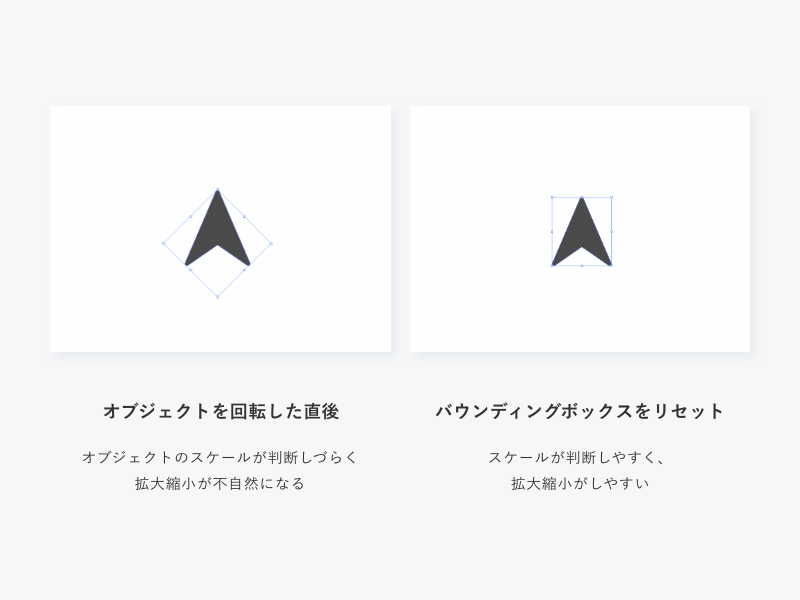 オブジェクトを回転した直後
オブジェクトのスケールが判断しづらく
拡大縮小が不自然になる
バウンディングボックスをリセット
スケールが判断しやすく、
拡大縮小がしやすい